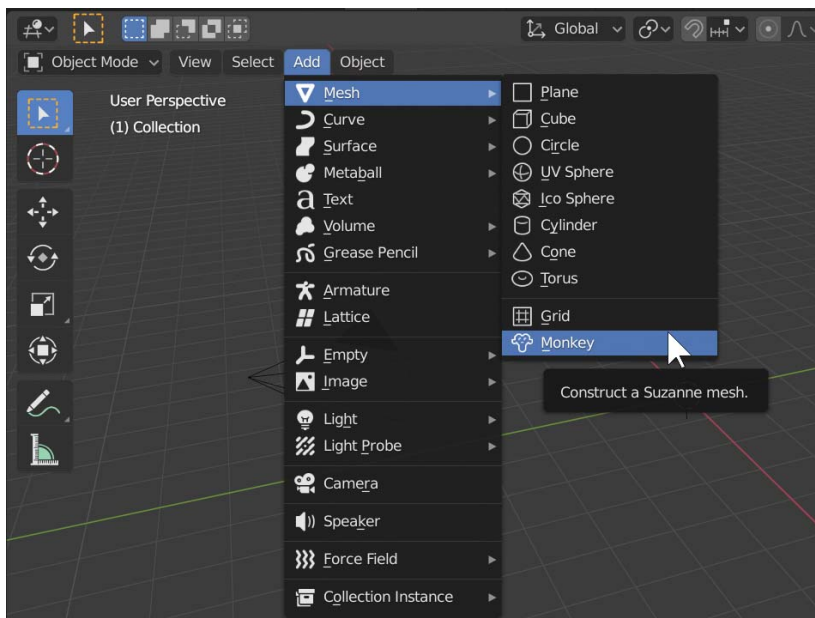 Global
Object Mode View Select Add Object
User Perspective
(1) Collection
Mesh
Curve
Surface
Metaball
Text
Volume
Grease Pencil
Armature
Lattice
Empty
Image
Light
Light Probe
Camera
Speaker
Force Field
Collection Instance
Plane
Cube
Circle
UV Sphere
Ico Sphere
Cylinder
Cone
Torus
Grid
Monkey
Construct a Suzanne mesh.